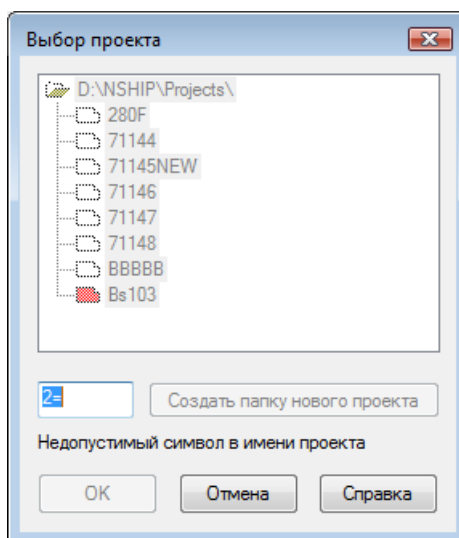 Выбор проекта
D:\NSHIP\Projects\
280F
71144
71145NEW
71146
71147
71148
BBBBB
Bs103
2=
Создать папку нового проекта
Недопустимый символ в имени проекта
OK
Отмена
Справка